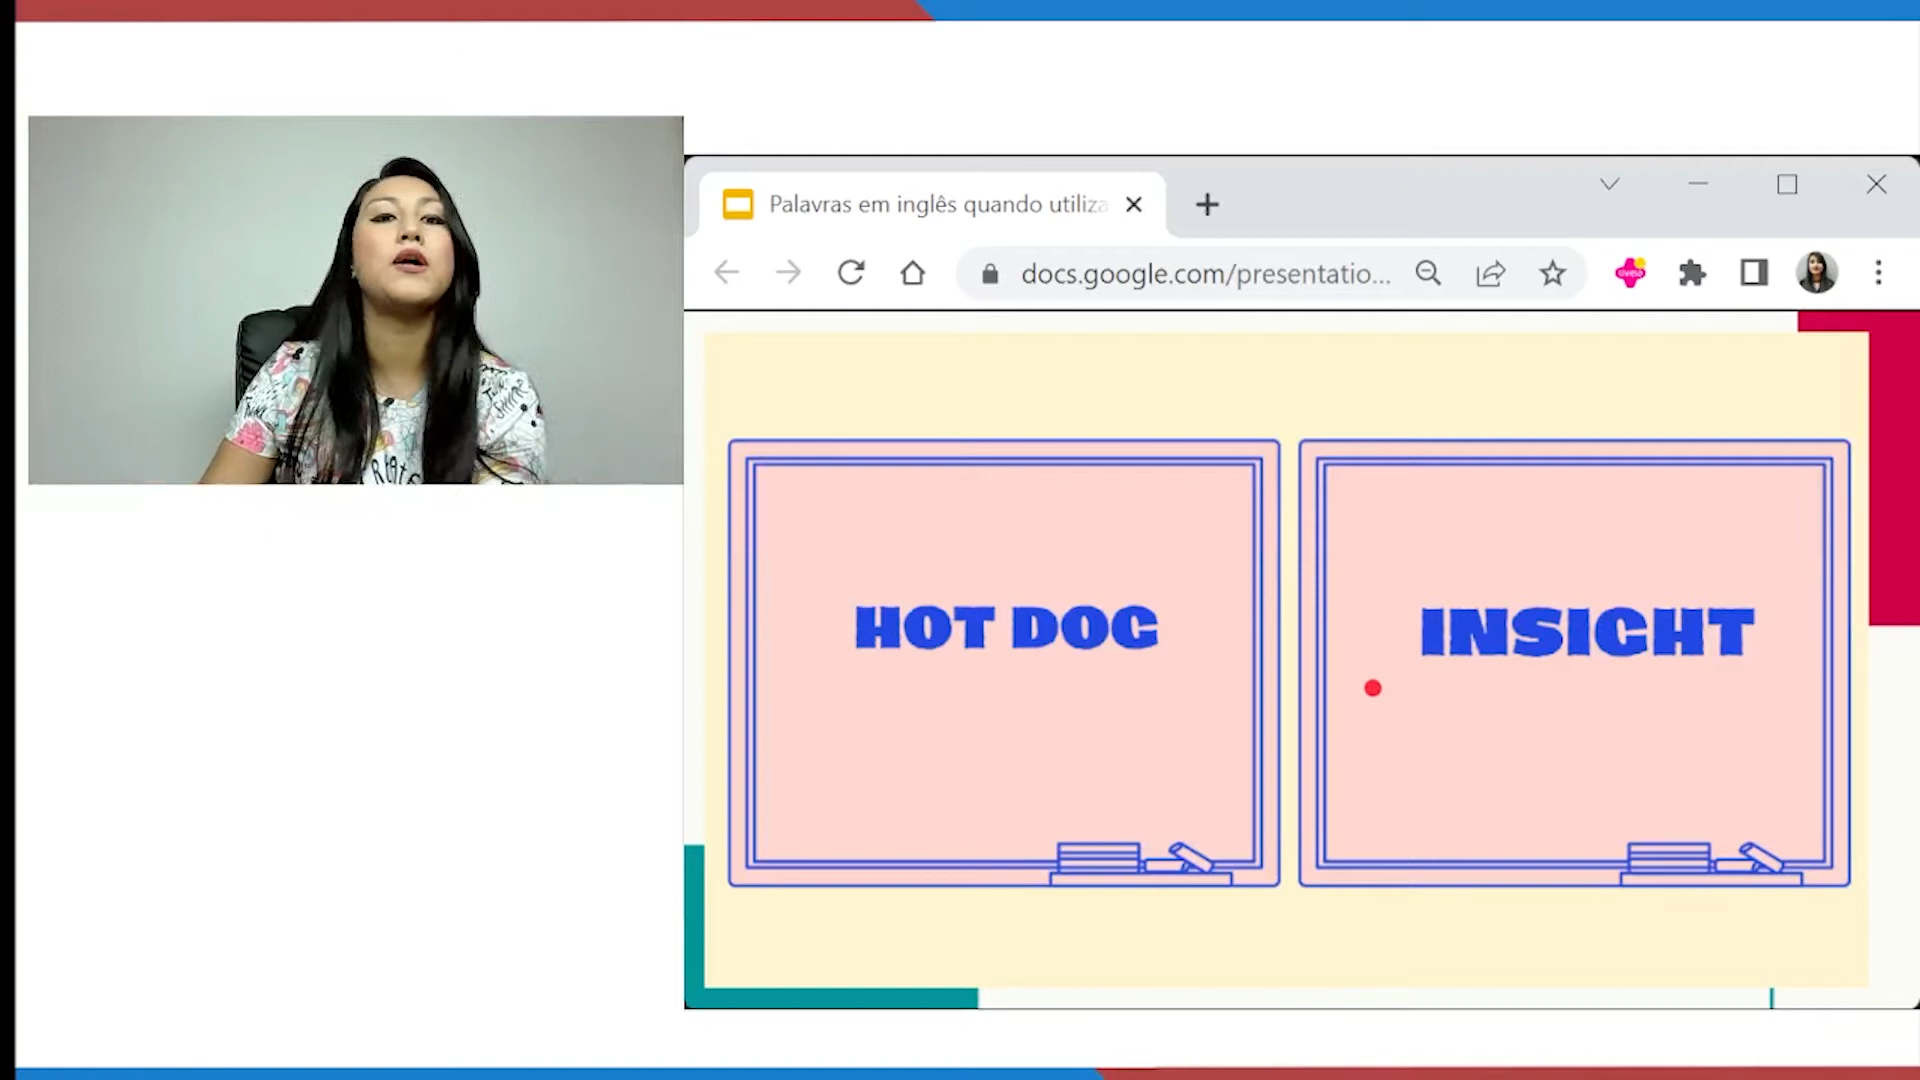 Palavras em inglês quando utiliza
docs.google.com/presentatio...
HOT DOG
INSIGHT